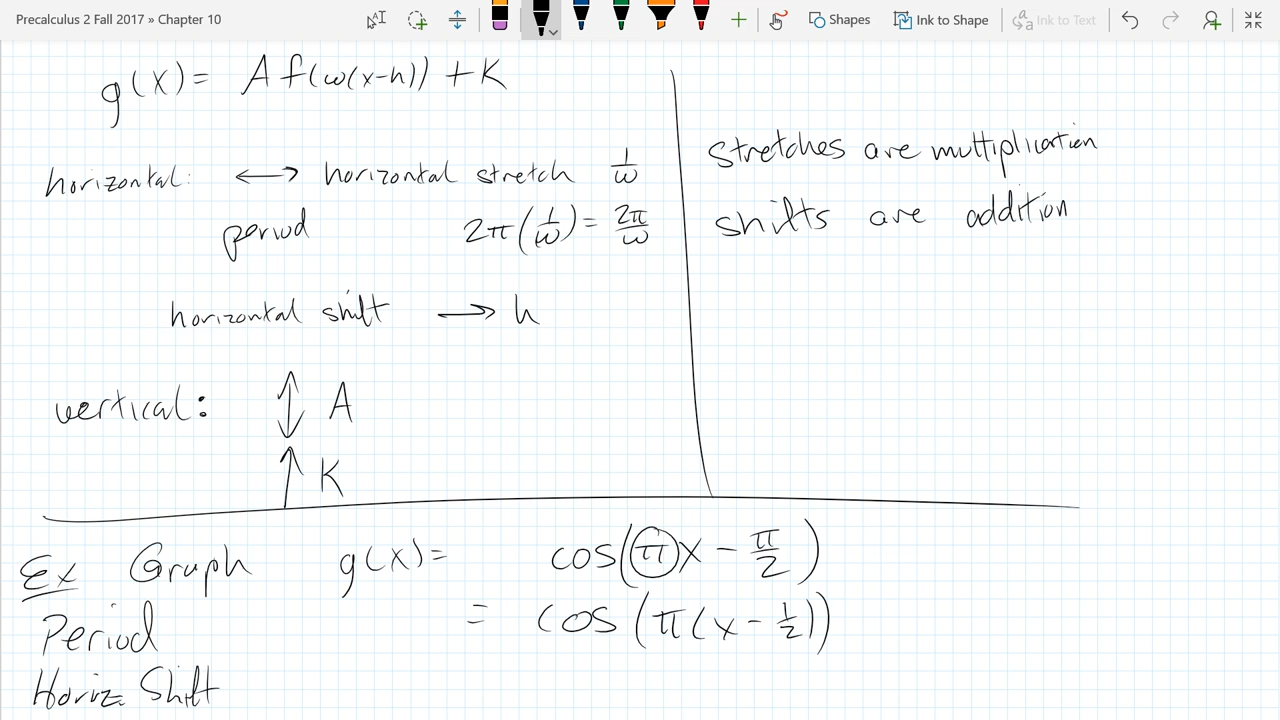 Precalculus 2 Fall 2017 » Chapter 10
Shapes
Ink to Shape
Ink to Text
g(x) = A f(ω(x-h)) + K
horizontal: ⟷ horizontal stretch 1/ω
period 2π(1/ω) = 2π/ω
horizontal shift → h
vertical: ↕ A
↑ K
stretches are multiplication
shifts are addition
Ex Graph g(x) = cos(πx - π/2)
= cos(π(x - 1/2))
Period
Horiz. Shift